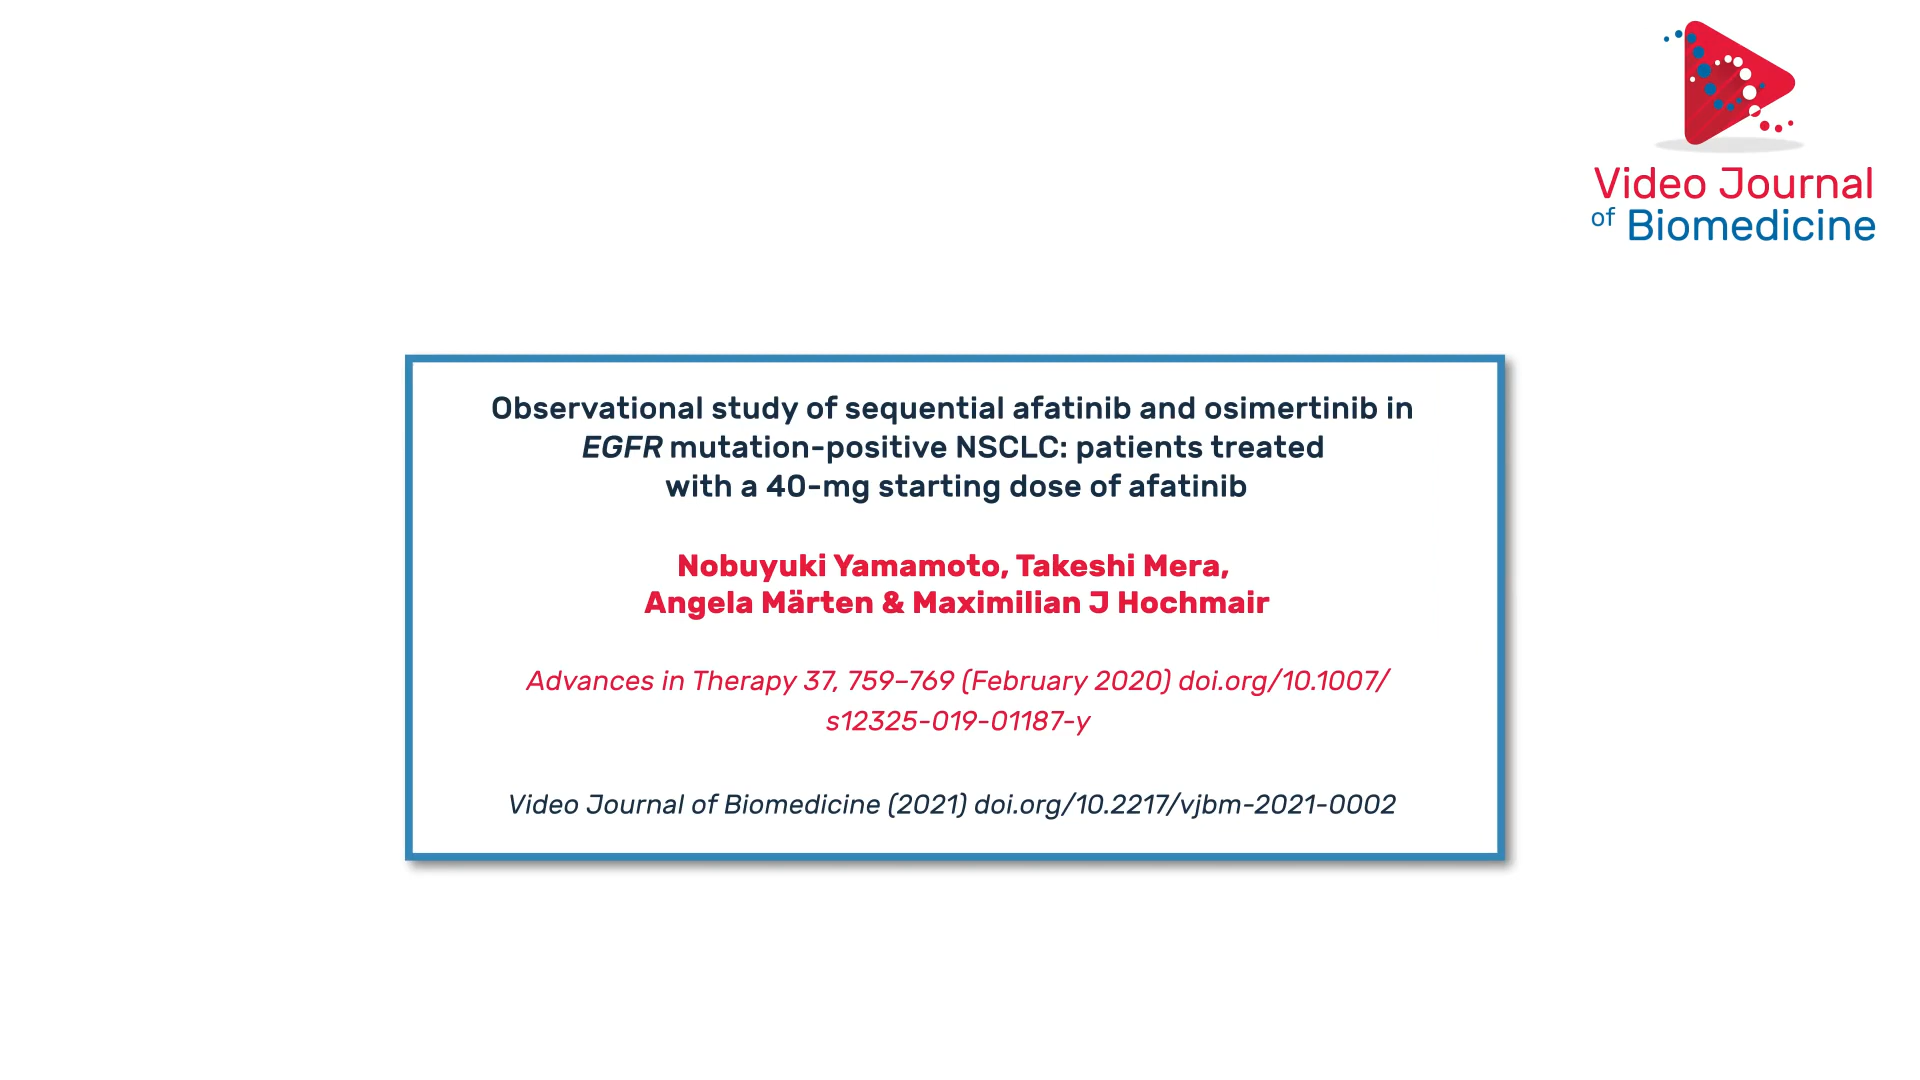 Video Journal
of Biomedicine
Observational study of sequential afatinib and osimertinib in
EGFR mutation-positive NSCLC: patients treated
with a 40-mg starting dose of afatinib
Nobuyuki Yamamoto, Takeshi Mera,
Angela Märten & Maximilian J Hochmair
Advances in Therapy 37, 759–769 (February 2020) doi.org/10.1007/
s12325-019-01187-y
Video Journal of Biomedicine (2021) doi.org/10.2217/vjbm-2021-0002